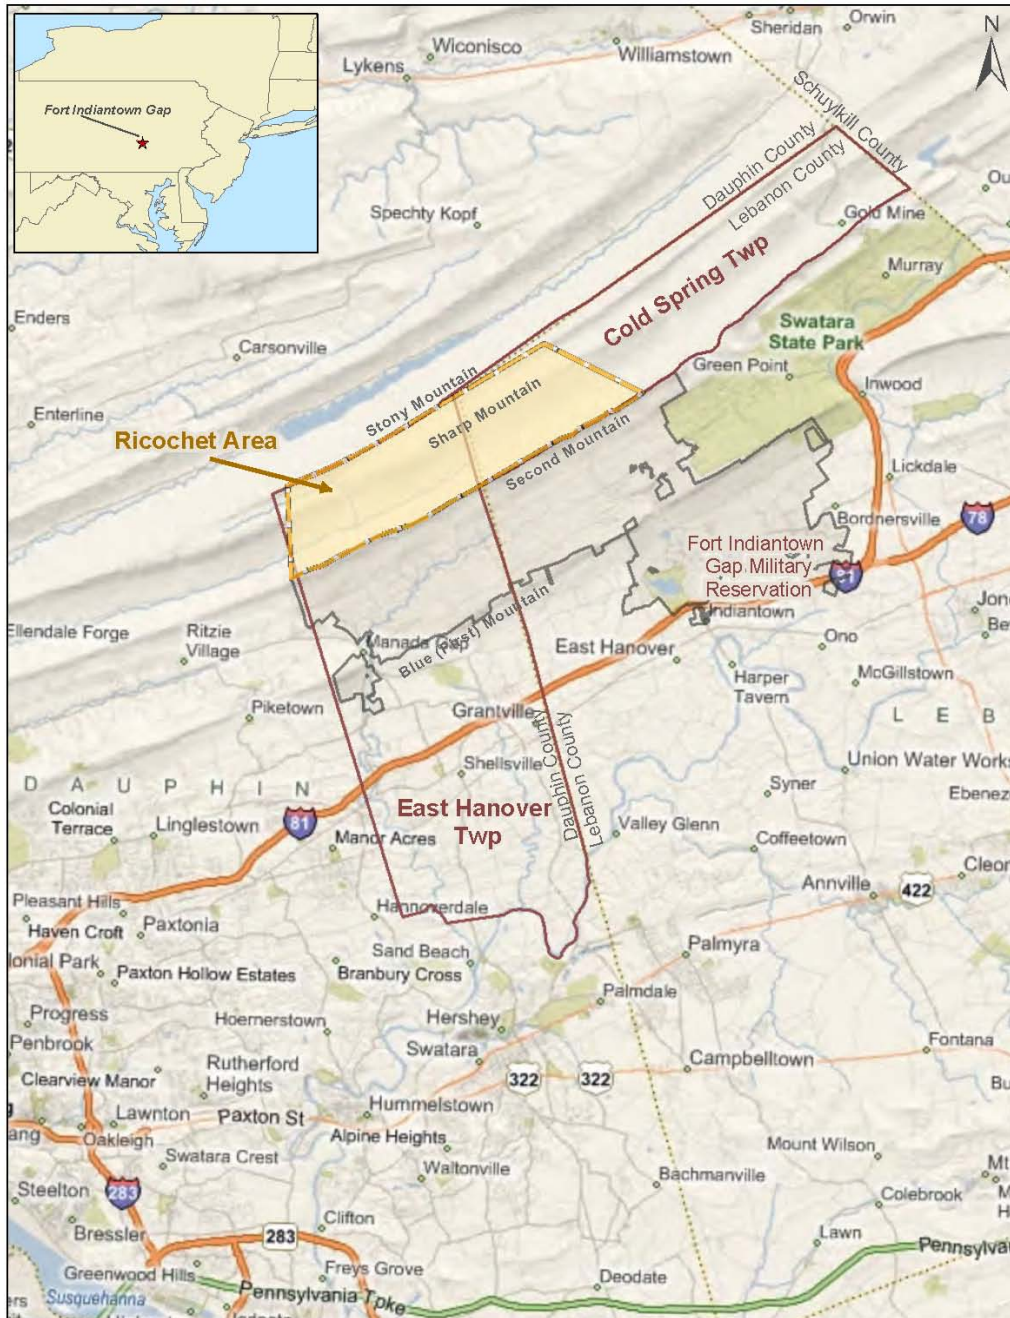 Fort Indiantown Gap
N
Orwin
Sheridan
Wiconisco
Williamstown
Lykens
Schuylkill County
Dauphin County
Lebanon County
Spechty Kopf
Gold Mine
Murray
Cold Spring Twp
Enders
Swatara
State Park
Carsonville
Green Point
Stony Mountain
Sharp Mountain
Inwood
Enterline
Ricochet Area
Second Mountain
Lickdale
Bordnersville
78
Fort Indiantown
Gap Military
Reservation
81
Indiantown
Ellendale Forge
Ritzie
Village
Manada Gap
Blue (First) Mountain
East Hanover
Ono
Harper
Tavern
McGillstown
Piketown
Grantville
L E B
Dauphin County
Lebanon County
Shellsville
Union Water Works
D A U P H I N
Syner
Colonial
Terrace
Linglestown
81
Manor Acres
East Hanover
Twp
Valley Glenn
Coffeetown
Annville
422
Pleasant Hills
Paxtonia
Hannoverdale
Haven Croft
Sand Beach
Palmyra
Paxton Hollow Estates
Branbury Cross
Palmdale
Progress
Hoernerstown
Hershey
Penbrook
Swatara
Fontana
Campbelltown
Clearview Manor
Rutherford
Heights
322
322
Lawnton
Paxton St
Hummelstown
Oakleigh
Alpine Heights
Mount Wilson
Swatara Crest
Waltonville
Bachmanville
Steelton
283
Colebrook
Bressler
283
Clifton
Lawn
Greenwood Hills
Freys Grove
Deodate
Susquehanna
Pennsylvania Tpke